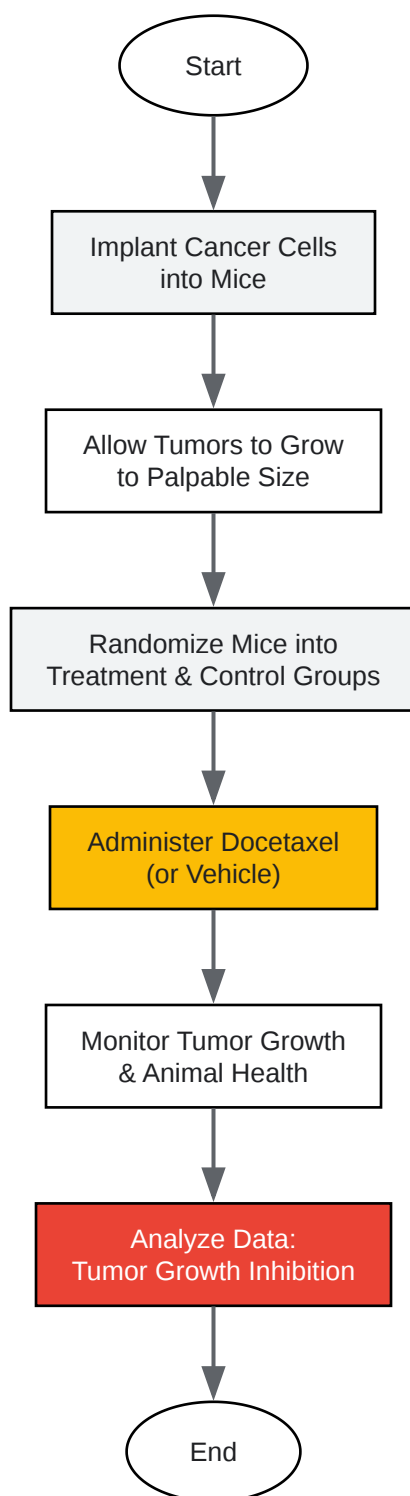 Start
Implant Cancer Cells
into Mice
Allow Tumors to Grow
to Palpable Size
Randomize Mice into
Treatment & Control Groups
Administer Docetaxel
(or Vehicle)
Monitor Tumor Growth
& Animal Health
Analyze Data:
Tumor Growth Inhibition
End